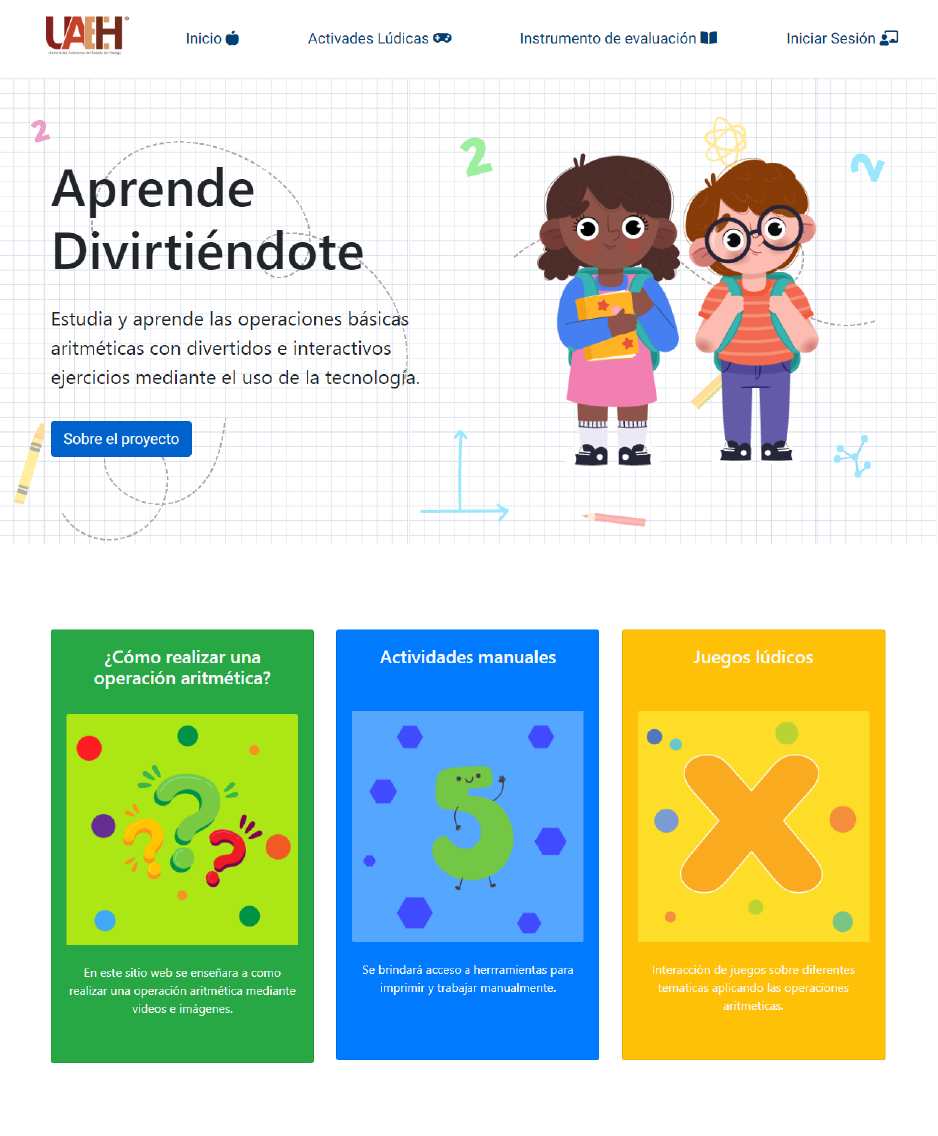 UAEH
Universidad Autónoma del Estado de Hidalgo
Inicio
Activades Lúdicas
Instrumento de evaluación
Iniciar Sesión
2
2
2
Aprende
Divirtiéndote
Estudia y aprende las operaciones básicas
aritméticas con divertidos e interactivos
ejercicios mediante el uso de la tecnología.
Sobre el proyecto
¿Cómo realizar una
operación aritmética?
???
En este sitio web se enseñara a como
realizar una operación aritmética mediante
videos e imágenes.
Actividades manuales
5
Se brindará acceso a herrramientas para
imprimir y trabajar manualmente.
Juegos lúdicos
X
Interacción de juegos sobre diferentes
tematicas aplicando las operaciones
aritmeticas.